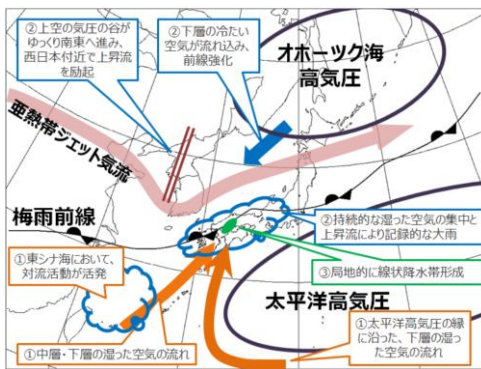 ②上空の気圧の谷が
ゆっくり南東へ進み、
西日本付近で上昇流
を励起
②下層の冷たい
空気が流れ込み、
前線強化
オホーツク海
高気圧
亜熱帯ジェット気流
梅雨前線
②持続的な湿った空気の集中と
上昇流により記録的な大雨
①東シナ海において、
対流活動が活発
③局地的に線状降水帯形成
太平洋高気圧
①中層・下層の湿った空気の流れ
①太平洋高気圧の縁
に沿った、下層の湿っ
た空気の流れ